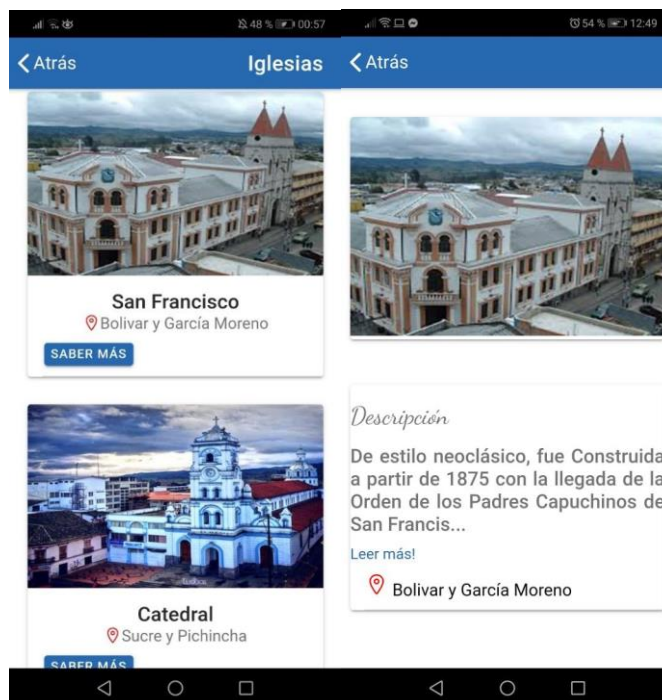 48 % 00:57
Atrás Iglesias
San Francisco
Bolivar y García Moreno
SABER MÁS
Catedral
Sucre y Pichincha
SABER MÁS
54 % 12:49
Atrás
Descripción
De estilo neoclásico, fue Construida
a partir de 1875 con la llegada de la
Orden de los Padres Capuchinos de
San Francis...
Leer más!
Bolivar y García Moreno